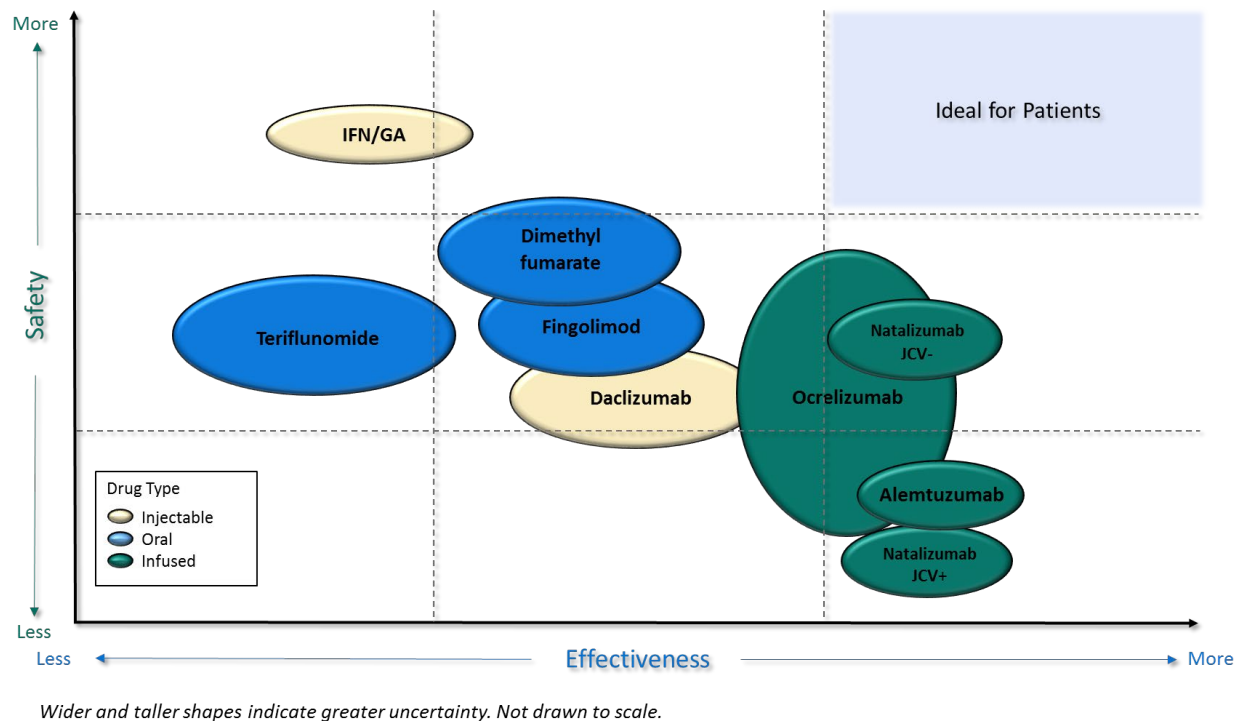 More
Ideal for Patients
IFN/GA
Dimethyl
fumarate
Safety
Teriflunomide
Fingolimod
Natalizumab
JCV-
Daclizumab
Ocrelizumab
Drug Type
Injectable
Oral
Infused
Alemtuzumab
Natalizumab
JCV+
Less
Less
Effectiveness
More
Wider and taller shapes indicate greater uncertainty. Not drawn to scale.